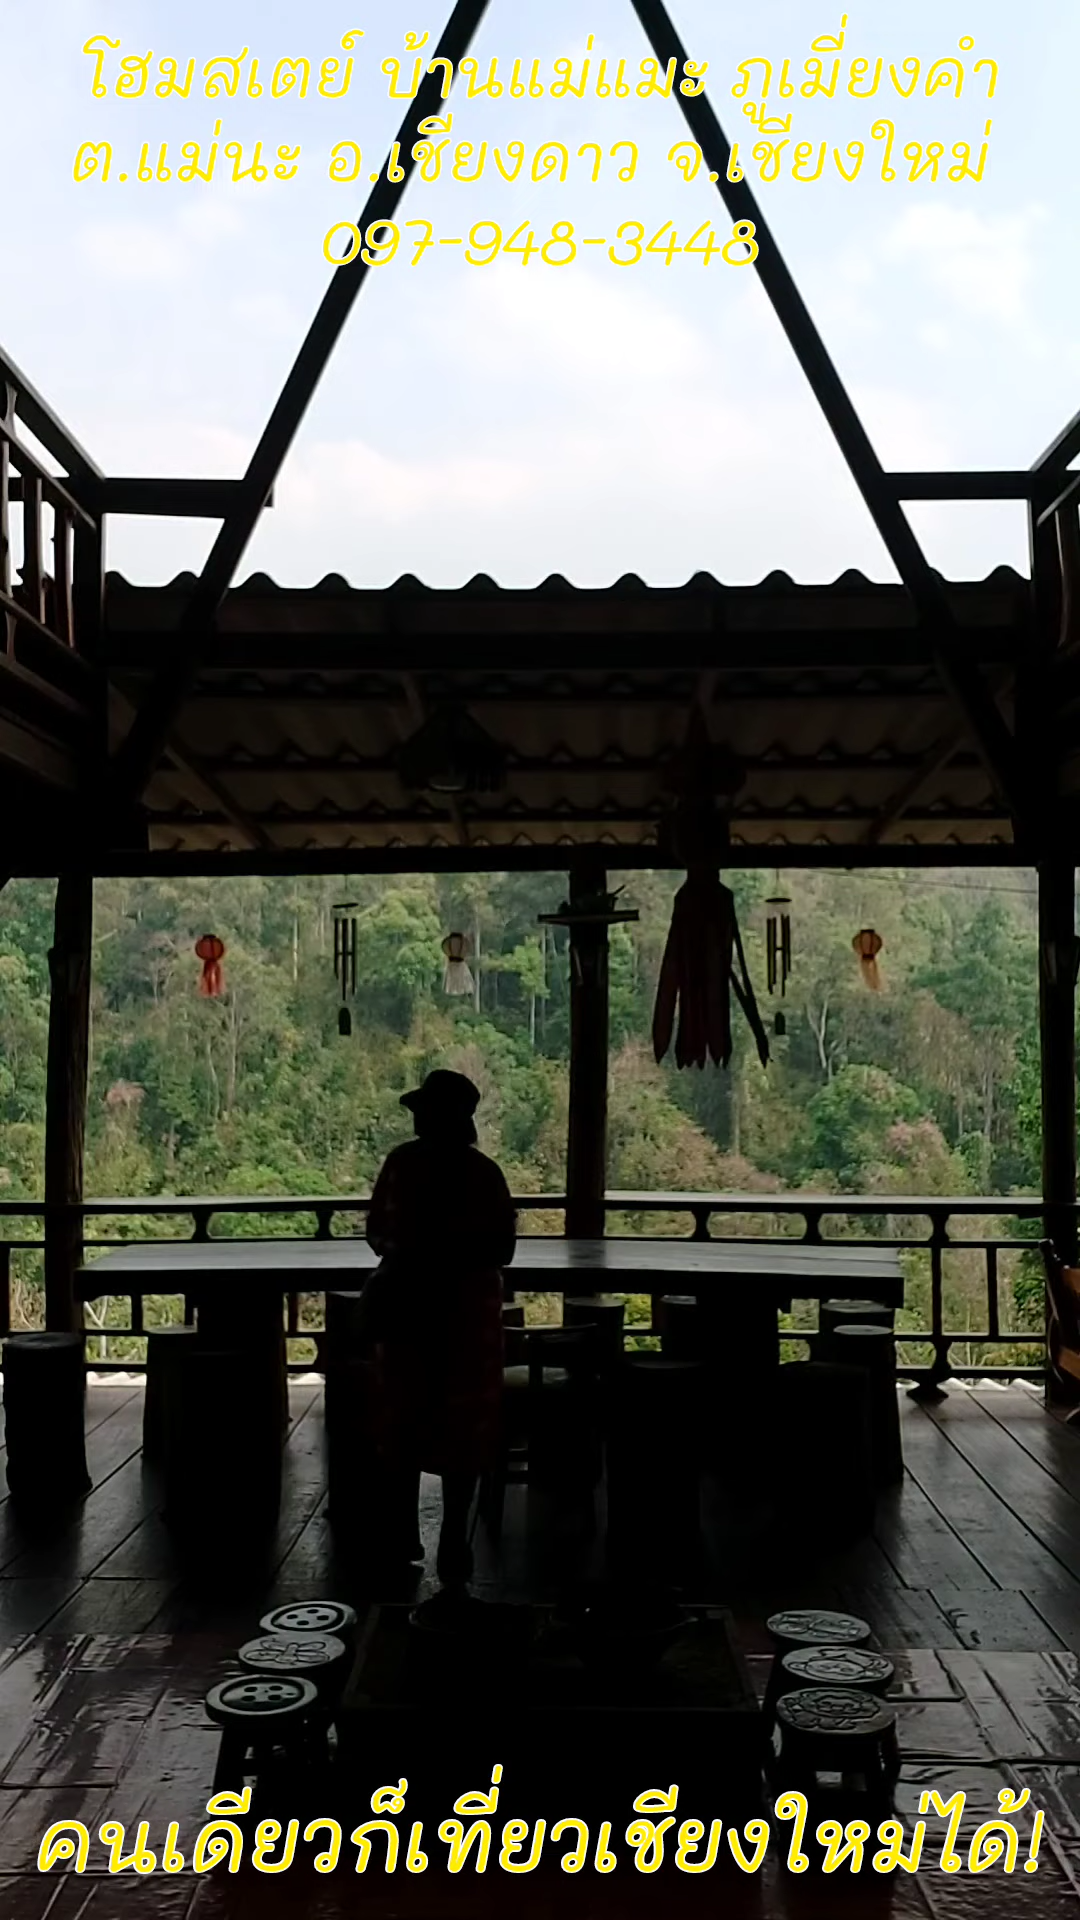 โฮมสเตย์ บ้านแม่แมะ ภูเมี่ยงคำ
ต.แม่นะ อ.เชียงดาว จ.เชียงใหม่
097-948-3448
คนเดียวก็เที่ยวเชียงใหม่ได้!